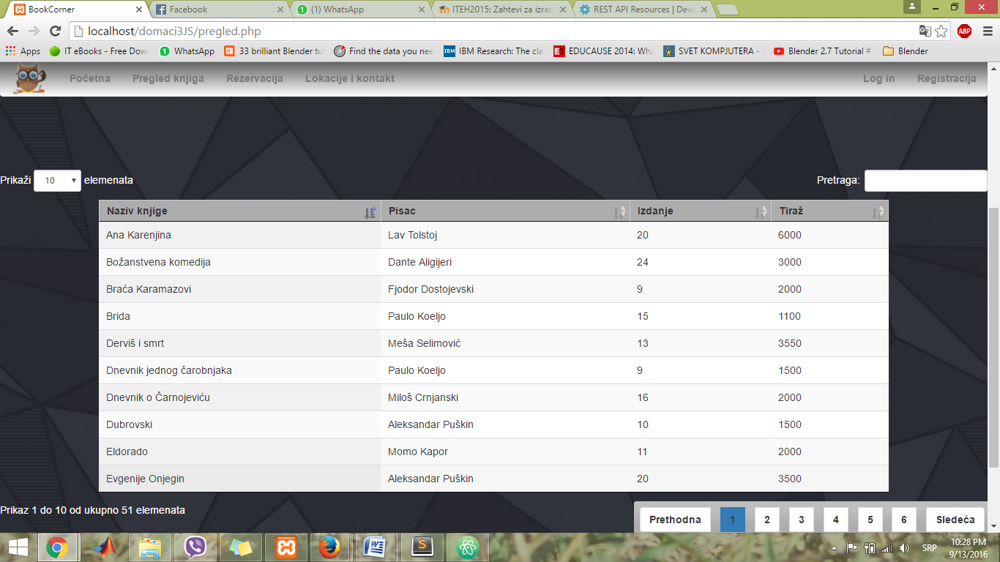 BookCorner
Facebook
(1) WhatsApp
ITEH2015: Zahtevi za izrad
REST API Resources | Deve
localhost/domaci3JS/pregled.php
ABP
Apps
IT eBooks - Free Down
WhatsApp
33 brilliant Blender tut
Find the data you nee
IBM Research: The cla
EDUCAUSE 2014: Wha
SVET KOMPJUTERA -
Blender 2.7 Tutorial #
Blender
Početna
Pregled knjiga
Rezervacija
Lokacije i kontakt
Log in
Registracija
Prikaži 10 elemenata
Pretraga:
Naziv knjige Pisac Izdanje Tiraž
Ana Karenjina Lav Tolstoj 20 6000
Božanstvena komedija Dante Aligijeri 24 3000
Braća Karamazovi Fjodor Dostojevski 9 2000
Brida Paulo Koeljo 15 1100
Derviš i smrt Meša Selimović 13 3550
Dnevnik jednog čarobnjaka Paulo Koeljo 9 1500
Dnevnik o Čarnojeviću Miloš Crnjanski 16 2000
Dubrovski Aleksandar Puškin 10 1500
Eldorado Momo Kapor 11 2000
Evgenije Onjegin Aleksandar Puškin 20 3500
Prikaz 1 do 10 od ukupno 51 elemenata
Prethodna 1 2 3 4 5 6 Sledeća
SRP
10:28 PM
9/13/2016